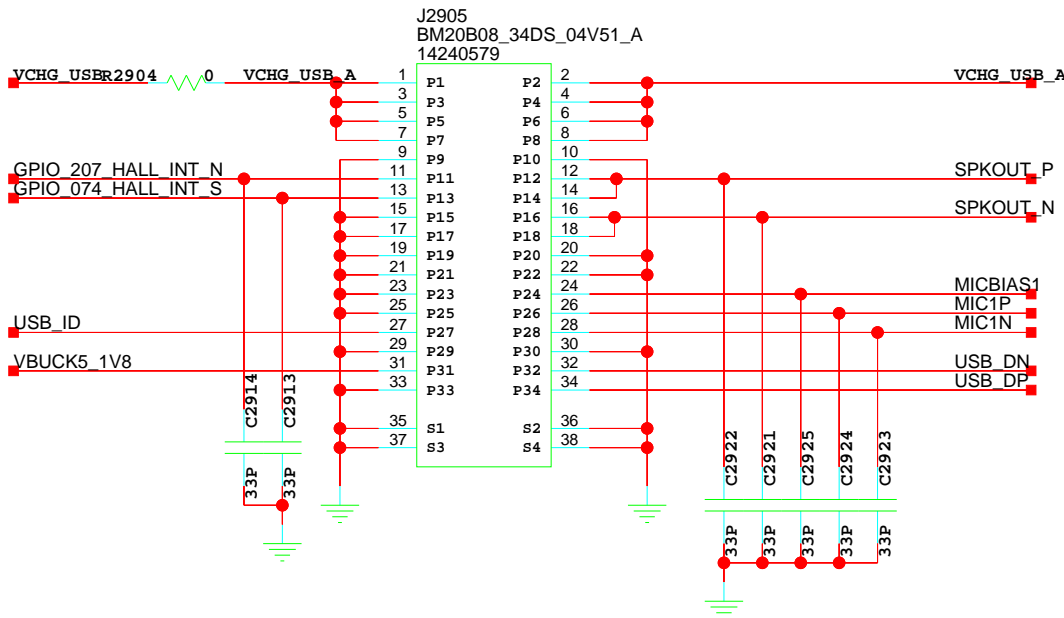 J2905
BM20B08_34DS_04V51_A
14240579
VCHG_USB R2904 0 VCHG_USB_A 1 P1 P2 2 VCHG_USB_A
3 P3 P4 4
5 P5 P6 6
7 P7 P8 8
9 P9 P10 10
GPIO_207_HALL_INT_N 11 P11 P12 12 SPKOUT_P
GPIO_074_HALL_INT_S 13 P13 P14 14
15 P15 P16 16 SPKOUT_N
17 P17 P18 18
19 P19 P20 20
21 P21 P22 22
23 P23 P24 24 MICBIAS1
25 P25 P26 26 MIC1P
USB_ID 27 P27 P28 28 MIC1N
29 P29 P30 30
VBUCK5_1V8 31 P31 P32 32 USB_DN
33 P33 P34 34 USB_DP
35 S1 S2 36
37 S3 S4 38
C2914 C2913
33P 33P
C2922 C2921 C2925 C2924 C2923
33P 33P 33P 33P 33P